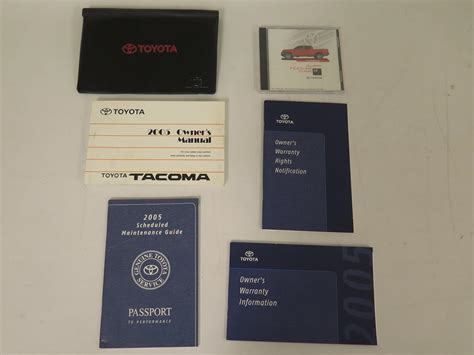 TOYOTA
TOYOTA
2005 Owner's
Manual
TOYOTA TACOMA
TOYOTA
Owner's
Warranty
Rights
Notification
2005
Scheduled
Maintenance Guide
GENUINE TOYOTA
SERVICE
PASSPORT
TO PERFORMANCE
TOYOTA
Owner's
Warranty
Information
2005